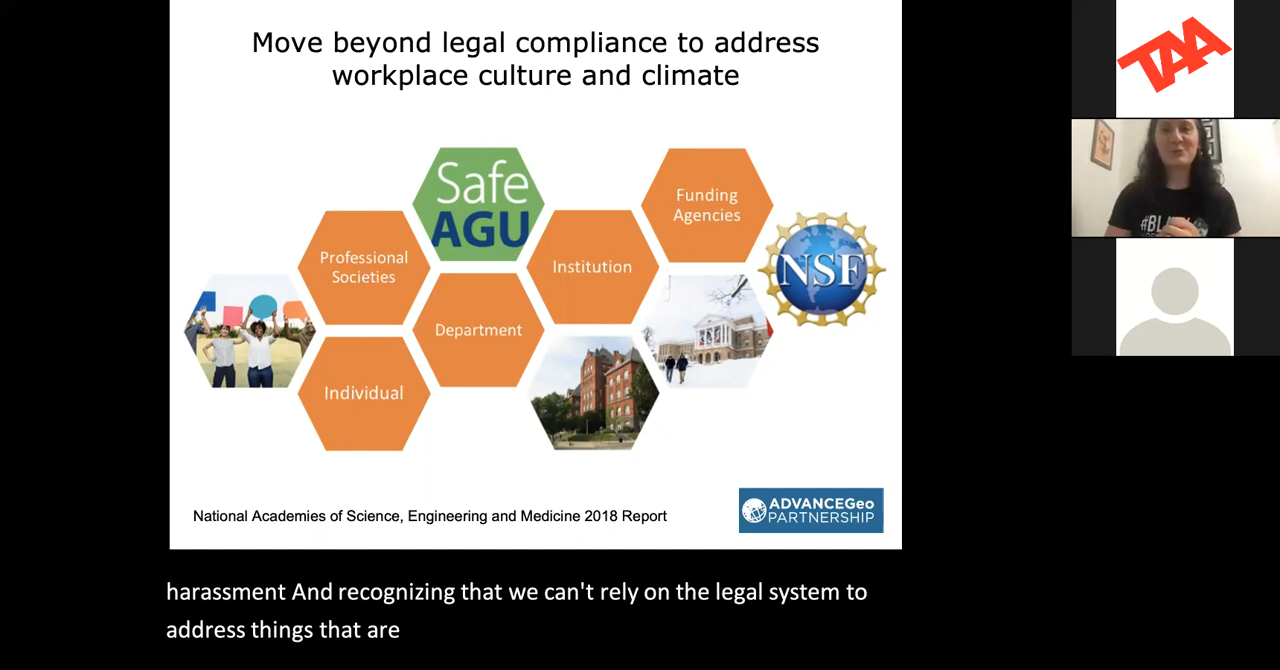 Move beyond legal compliance to address
workplace culture and climate
Safe
AGU
Funding
Agencies
Professional
Societies
Institution
NSF
Department
Individual
National Academies of Science, Engineering and Medicine 2018 Report
ADVANCEGeo
PARTNERSHIP
harassment And recognizing that we can't rely on the legal system to
address things that are
TAA
#BL